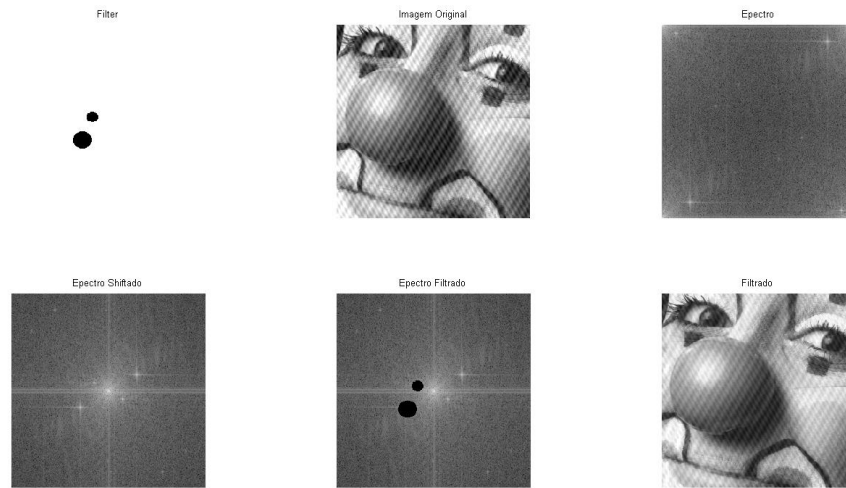 Filter
Imagem Original
Epectro
Epectro Shiftado
Epectro Filtrado
Filtrado